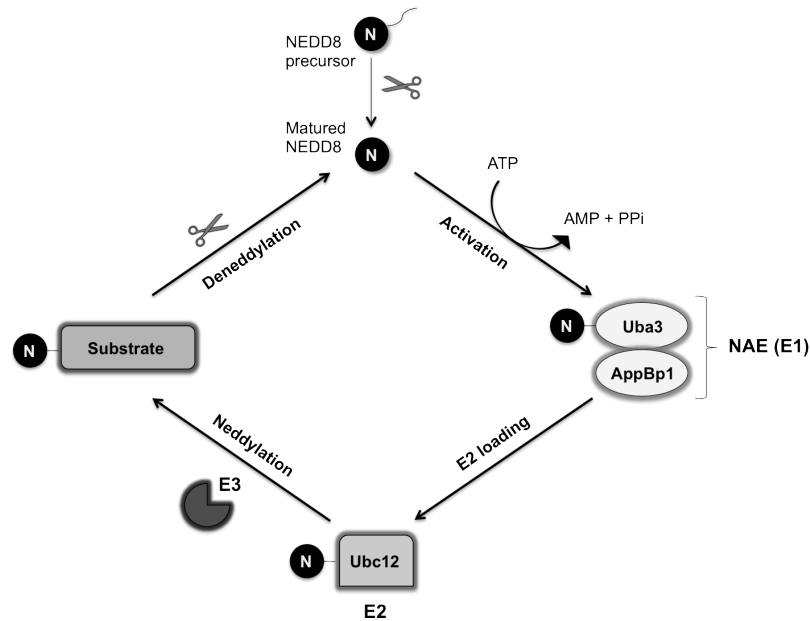 N
NEDD8
precursor
Matured
NEDD8
N
ATP
AMP + PPi
Activation
Deneddylation
N
Uba3
AppBp1
NAE (E1)
N
Substrate
E2 loading
Neddylation
E3
N
Ubc12
E2